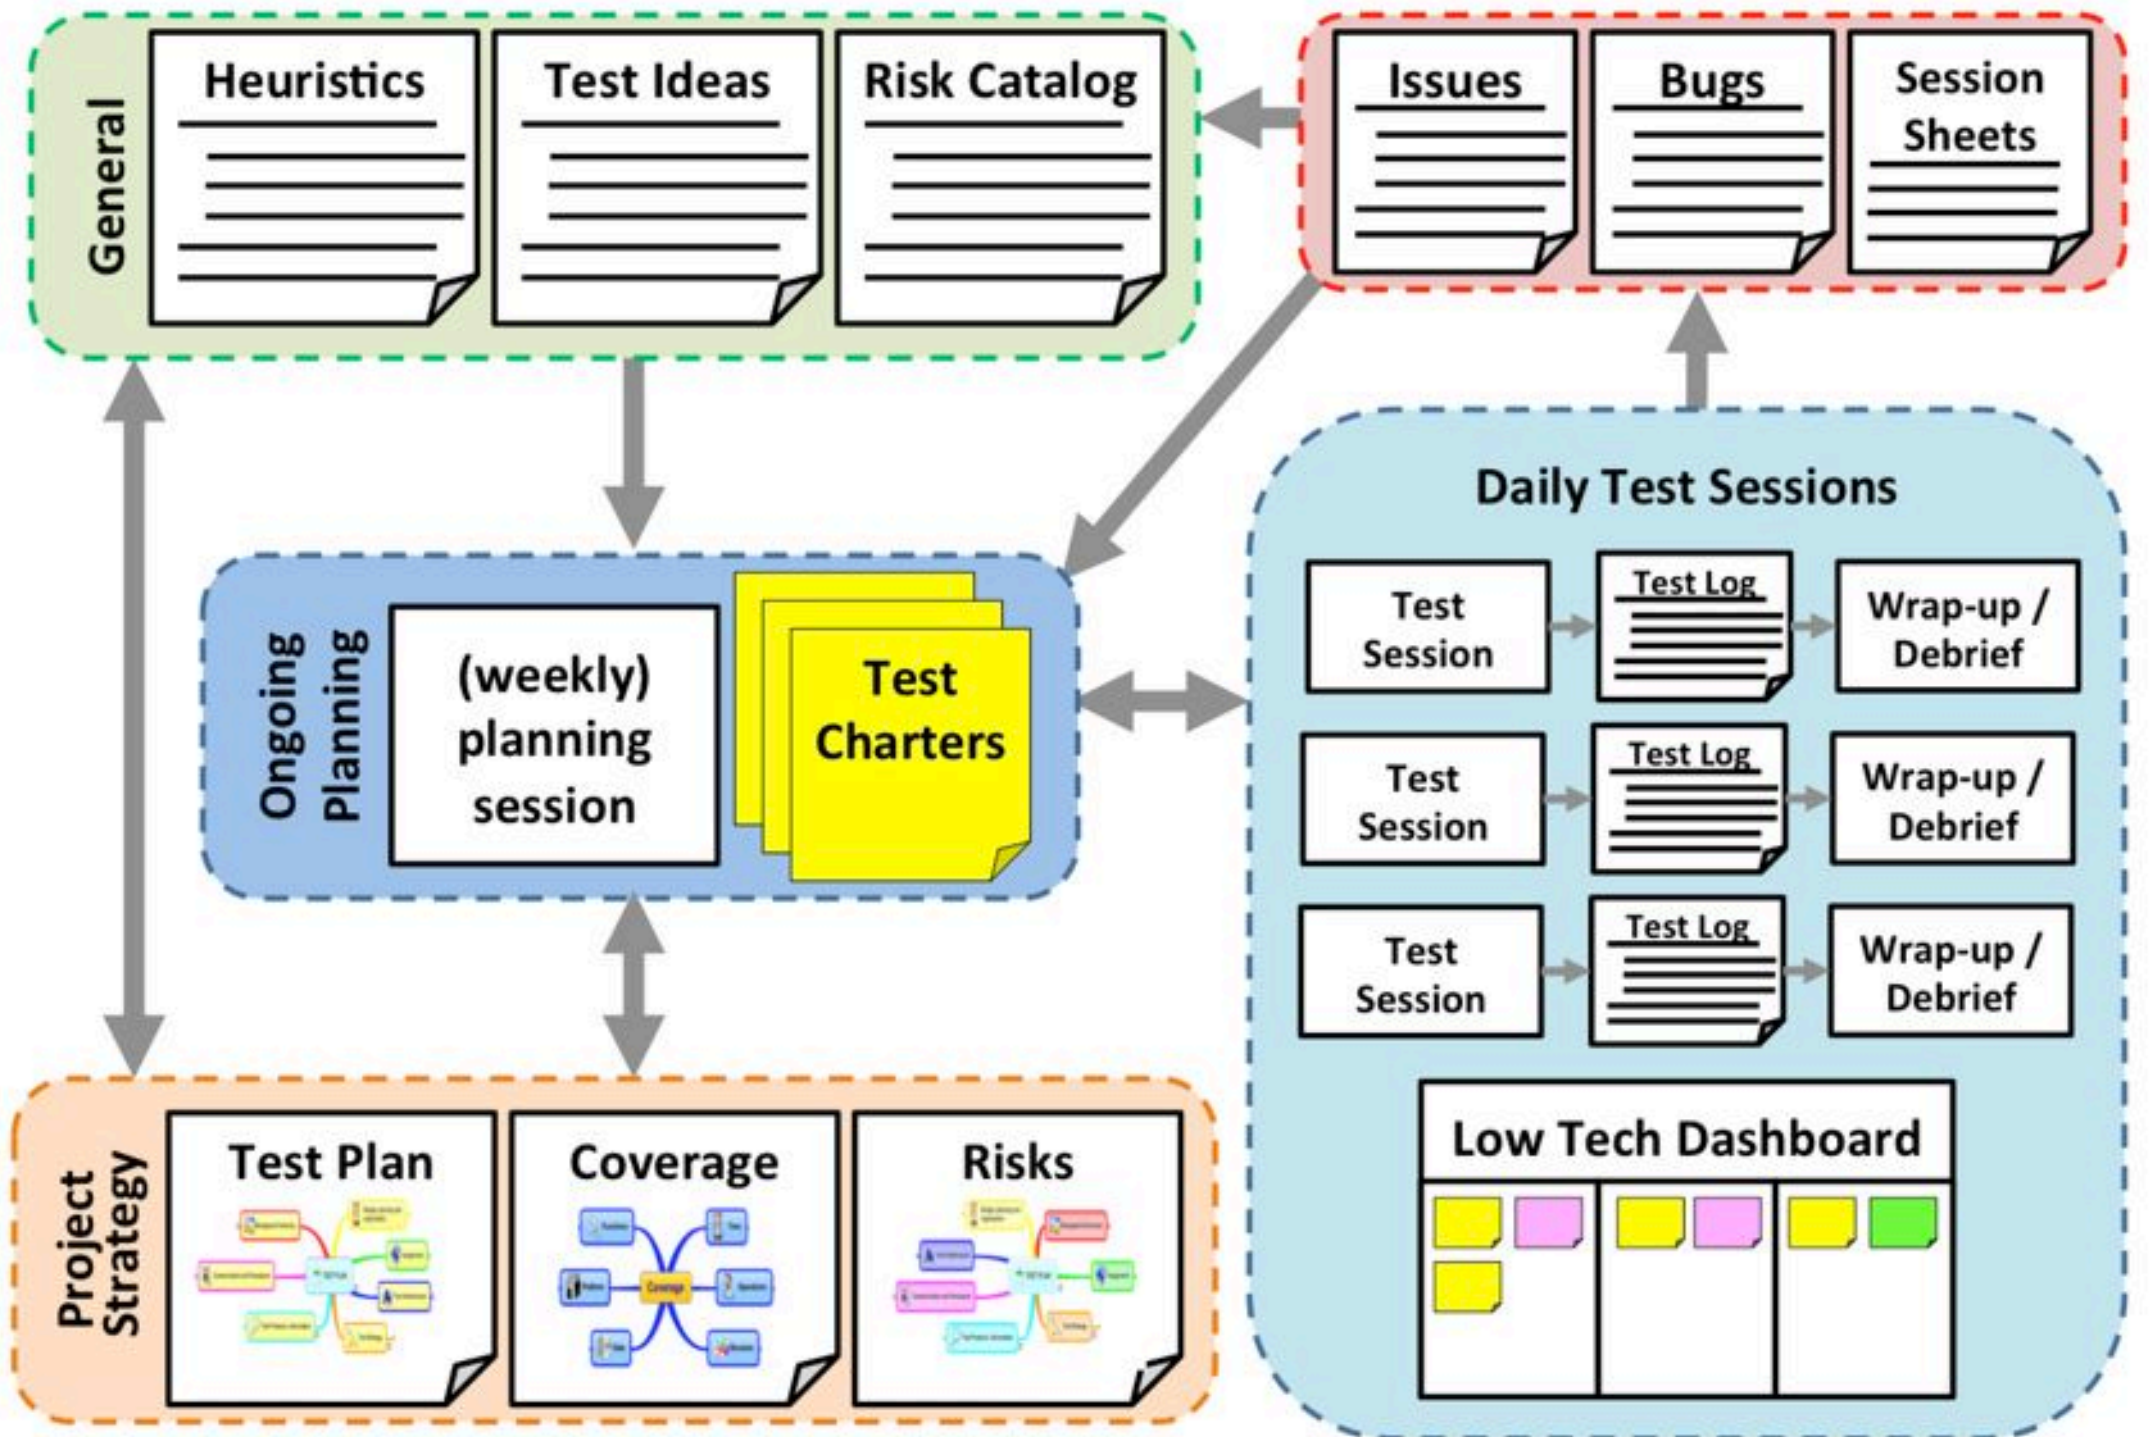 General
Heuristics
Test Ideas
Risk Catalog
Issues
Bugs
Session
Sheets
Ongoing
Planning
(weekly)
planning
session
Test
Charters
Daily Test Sessions
Test
Session
Test Log
Wrap-up /
Debrief
Test
Session
Test Log
Wrap-up /
Debrief
Test
Session
Test Log
Wrap-up /
Debrief
Low Tech Dashboard
Project
Strategy
Test Plan
Coverage
Coverage
Risks